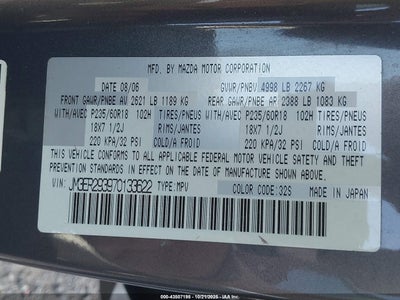 MFD. BY MAZDA MOTOR CORPORATION
DATE 08/06 GVWR/PNBV 4998 LB 2267 KG
FRONT GAWR/PNBE AV 2621 LB 1189 KG REAR GAWR/PNBE AR 2388 LB 1083 KG
WITH/AVEC P235/60R18 102H TIRES/PNEUS WITH/AVEC P235/60R18 102H TIRES/PNEUS
18X7 1/2J RIMS/JANTES 18X7 1/2J RIMS/JANTES
220 KPA/32 PSI COLD/A FROID 220 KPA/32 PSI COLD/A FROID
THIS VEHICLE CONFORMS TO ALL APPLICABLE FEDERAL MOTOR VEHICLE SAFETY, BUMPER AND THEFT
PREVENTION STANDARDS IN EFFECT ON THE DATE OF MANUFACTURE SHOWN ABOVE.
VIN: JM3ER293970133622 TYPE: MPV COLOR CODE: 32S MADE IN JAPAN
000-43507198 - 10/21/2025 - IAA Inc.